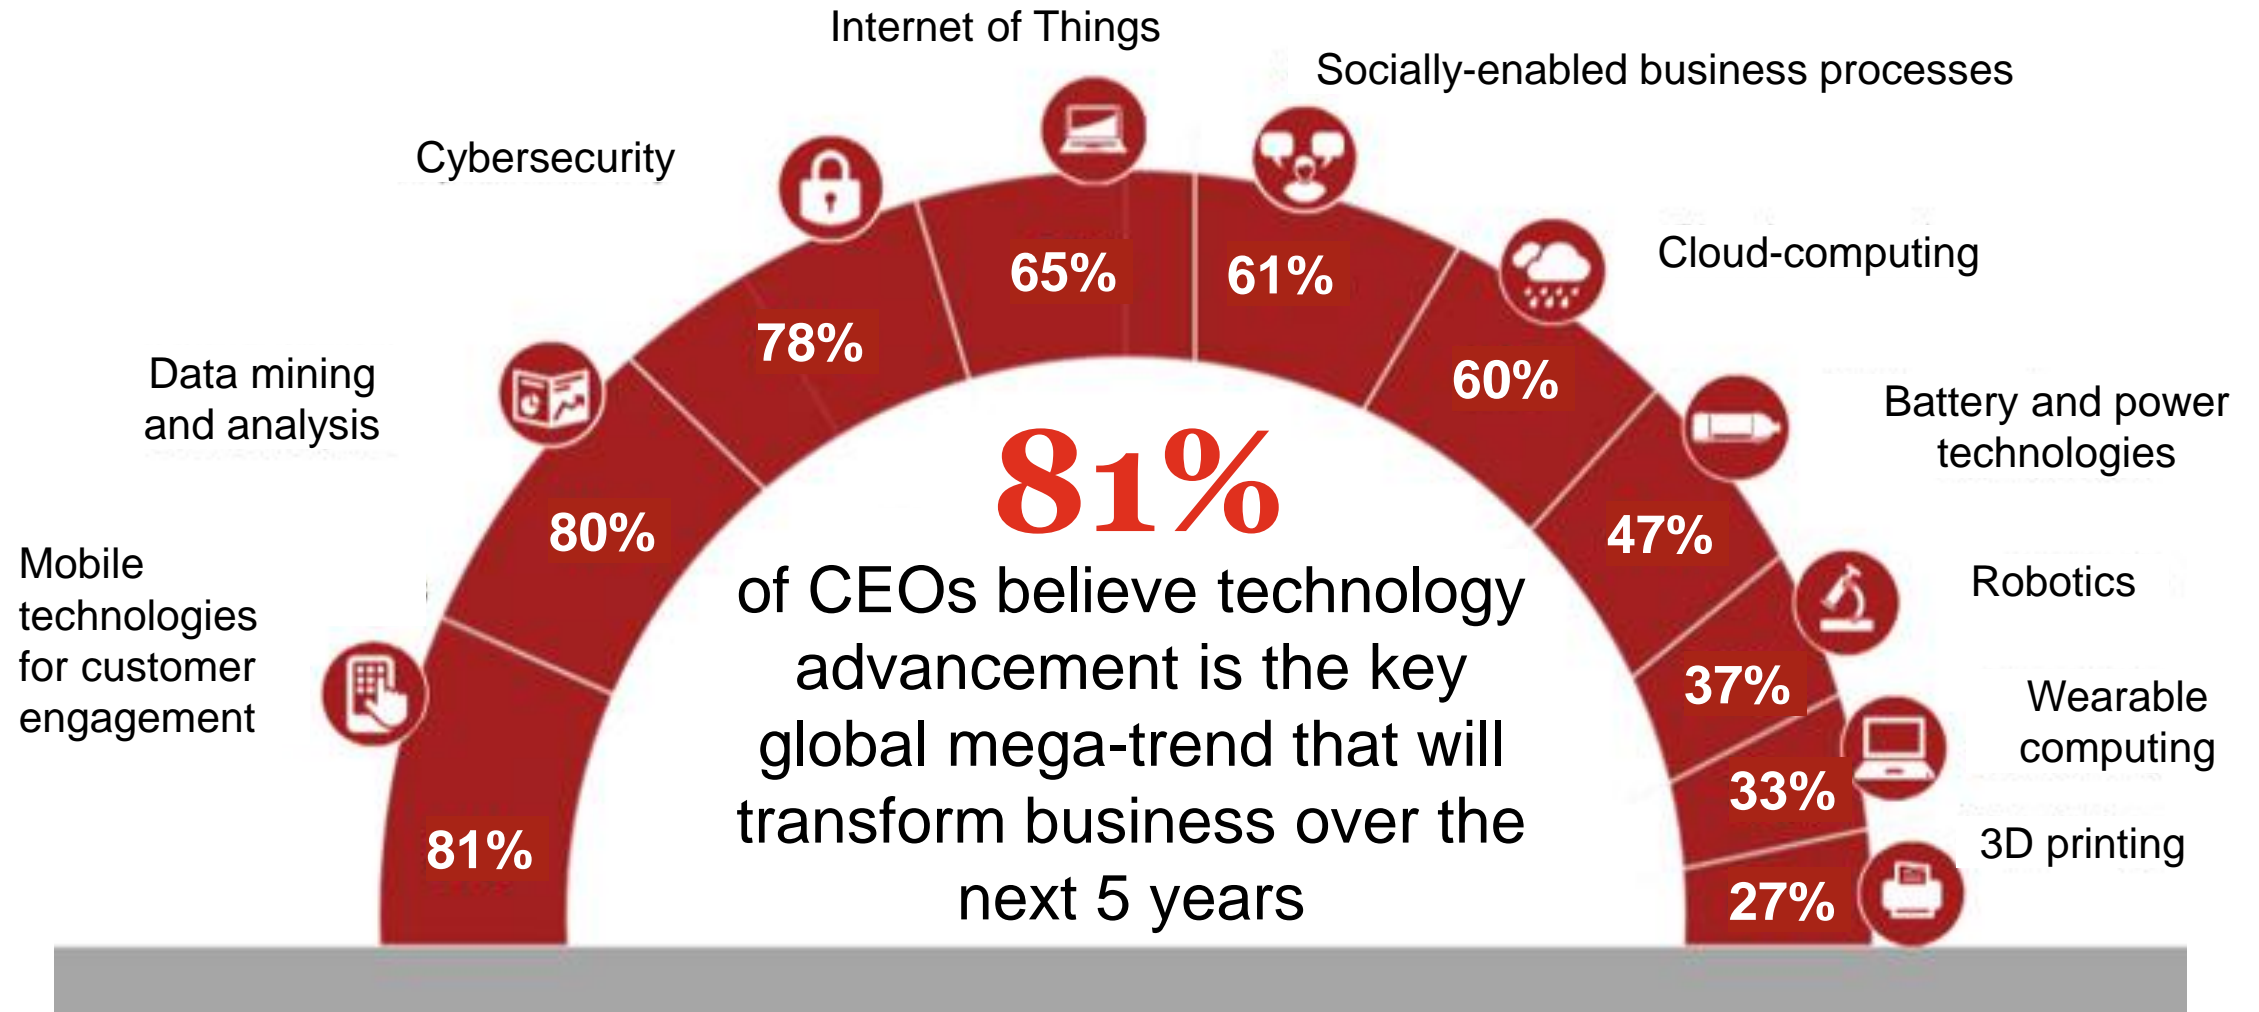 Internet of Things
Socially-enabled business processes
Cybersecurity
Cloud-computing
Data mining
and analysis
Battery and power
technologies
Mobile
technologies
for customer
engagement
Robotics
Wearable
computing
3D printing
81%
80%
78%
65%
61%
60%
47%
37%
33%
27%
81%
of CEOs believe technology
advancement is the key
global mega-trend that will
transform business over the
next 5 years